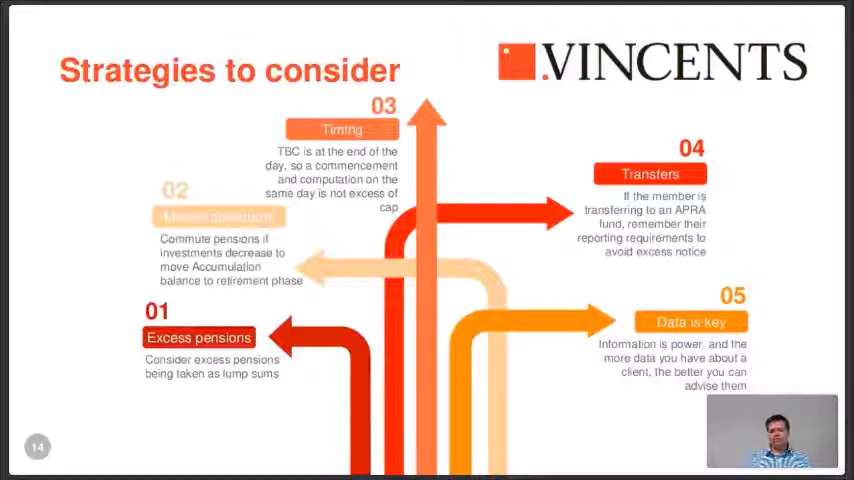 Strategies to consider
.VINCENTS
03
Timing
TBC is at the end of the
day, so a commencement
and computation on the
same day is not excess of
cap
04
Transfers
If the member is
transferring to an APRA
fund, remember their
reporting requirements to
avoid excess notice
02
Commute pensions if
investments decrease to
move Accumulation
balance to retirement phase
01
Excess pensions
Consider excess pensions
being taken as lump sums
05
Data is key
Information is power, and the
more data you have about a
client, the better you can
advise them
14